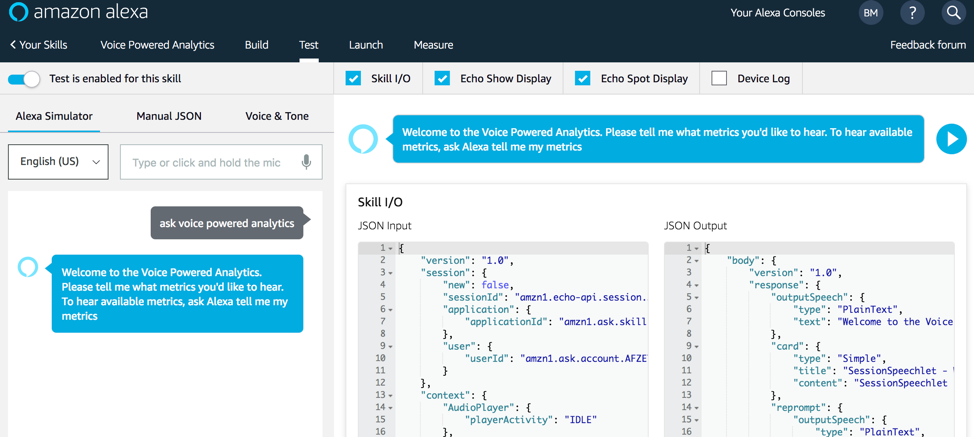 amazon alexa
Your Alexa Consoles
BM
?
Your Skills
Voice Powered Analytics
Build
Test
Launch
Measure
Feedback forum
Test is enabled for this skill
Skill I/O
Echo Show Display
Echo Spot Display
Device Log
Alexa Simulator
Manual JSON
Voice & Tone
English (US)
Type or click and hold the mic
ask voice powered analytics
Welcome to the Voice Powered Analytics.
Please tell me what metrics you'd like to hear.
To hear available metrics, ask Alexa tell me my
metrics
Welcome to the Voice Powered Analytics. Please tell me what metrics you'd like to hear. To hear available
metrics, ask Alexa tell me my metrics
Skill I/O
JSON Input
1 {
2 "version": "1.0",
3 "session": {
4 "new": false,
5 "sessionId": "amzn1.echo-api.session.
6 "application": {
7 "applicationId": "amzn1.ask.skill
8 },
9 "user": {
10 "userId": "amzn1.ask.account.AFZE
11 }
12 },
13 "context": {
14 "AudioPlayer": {
15 "playerActivity": "IDLE"
16 },
JSON Output
1 {
2 "body": {
3 "version": "1.0",
4 "response": {
5 "outputSpeech": {
6 "type": "PlainText",
7 "text": "Welcome to the Voice
8 },
9 "card": {
10 "type": "Simple",
11 "title": "SessionSpeechlet -
12 "content": "SessionSpeechlet
13 },
14 "reprompt": {
15 "outputSpeech": {
16 "type": "PlainText",